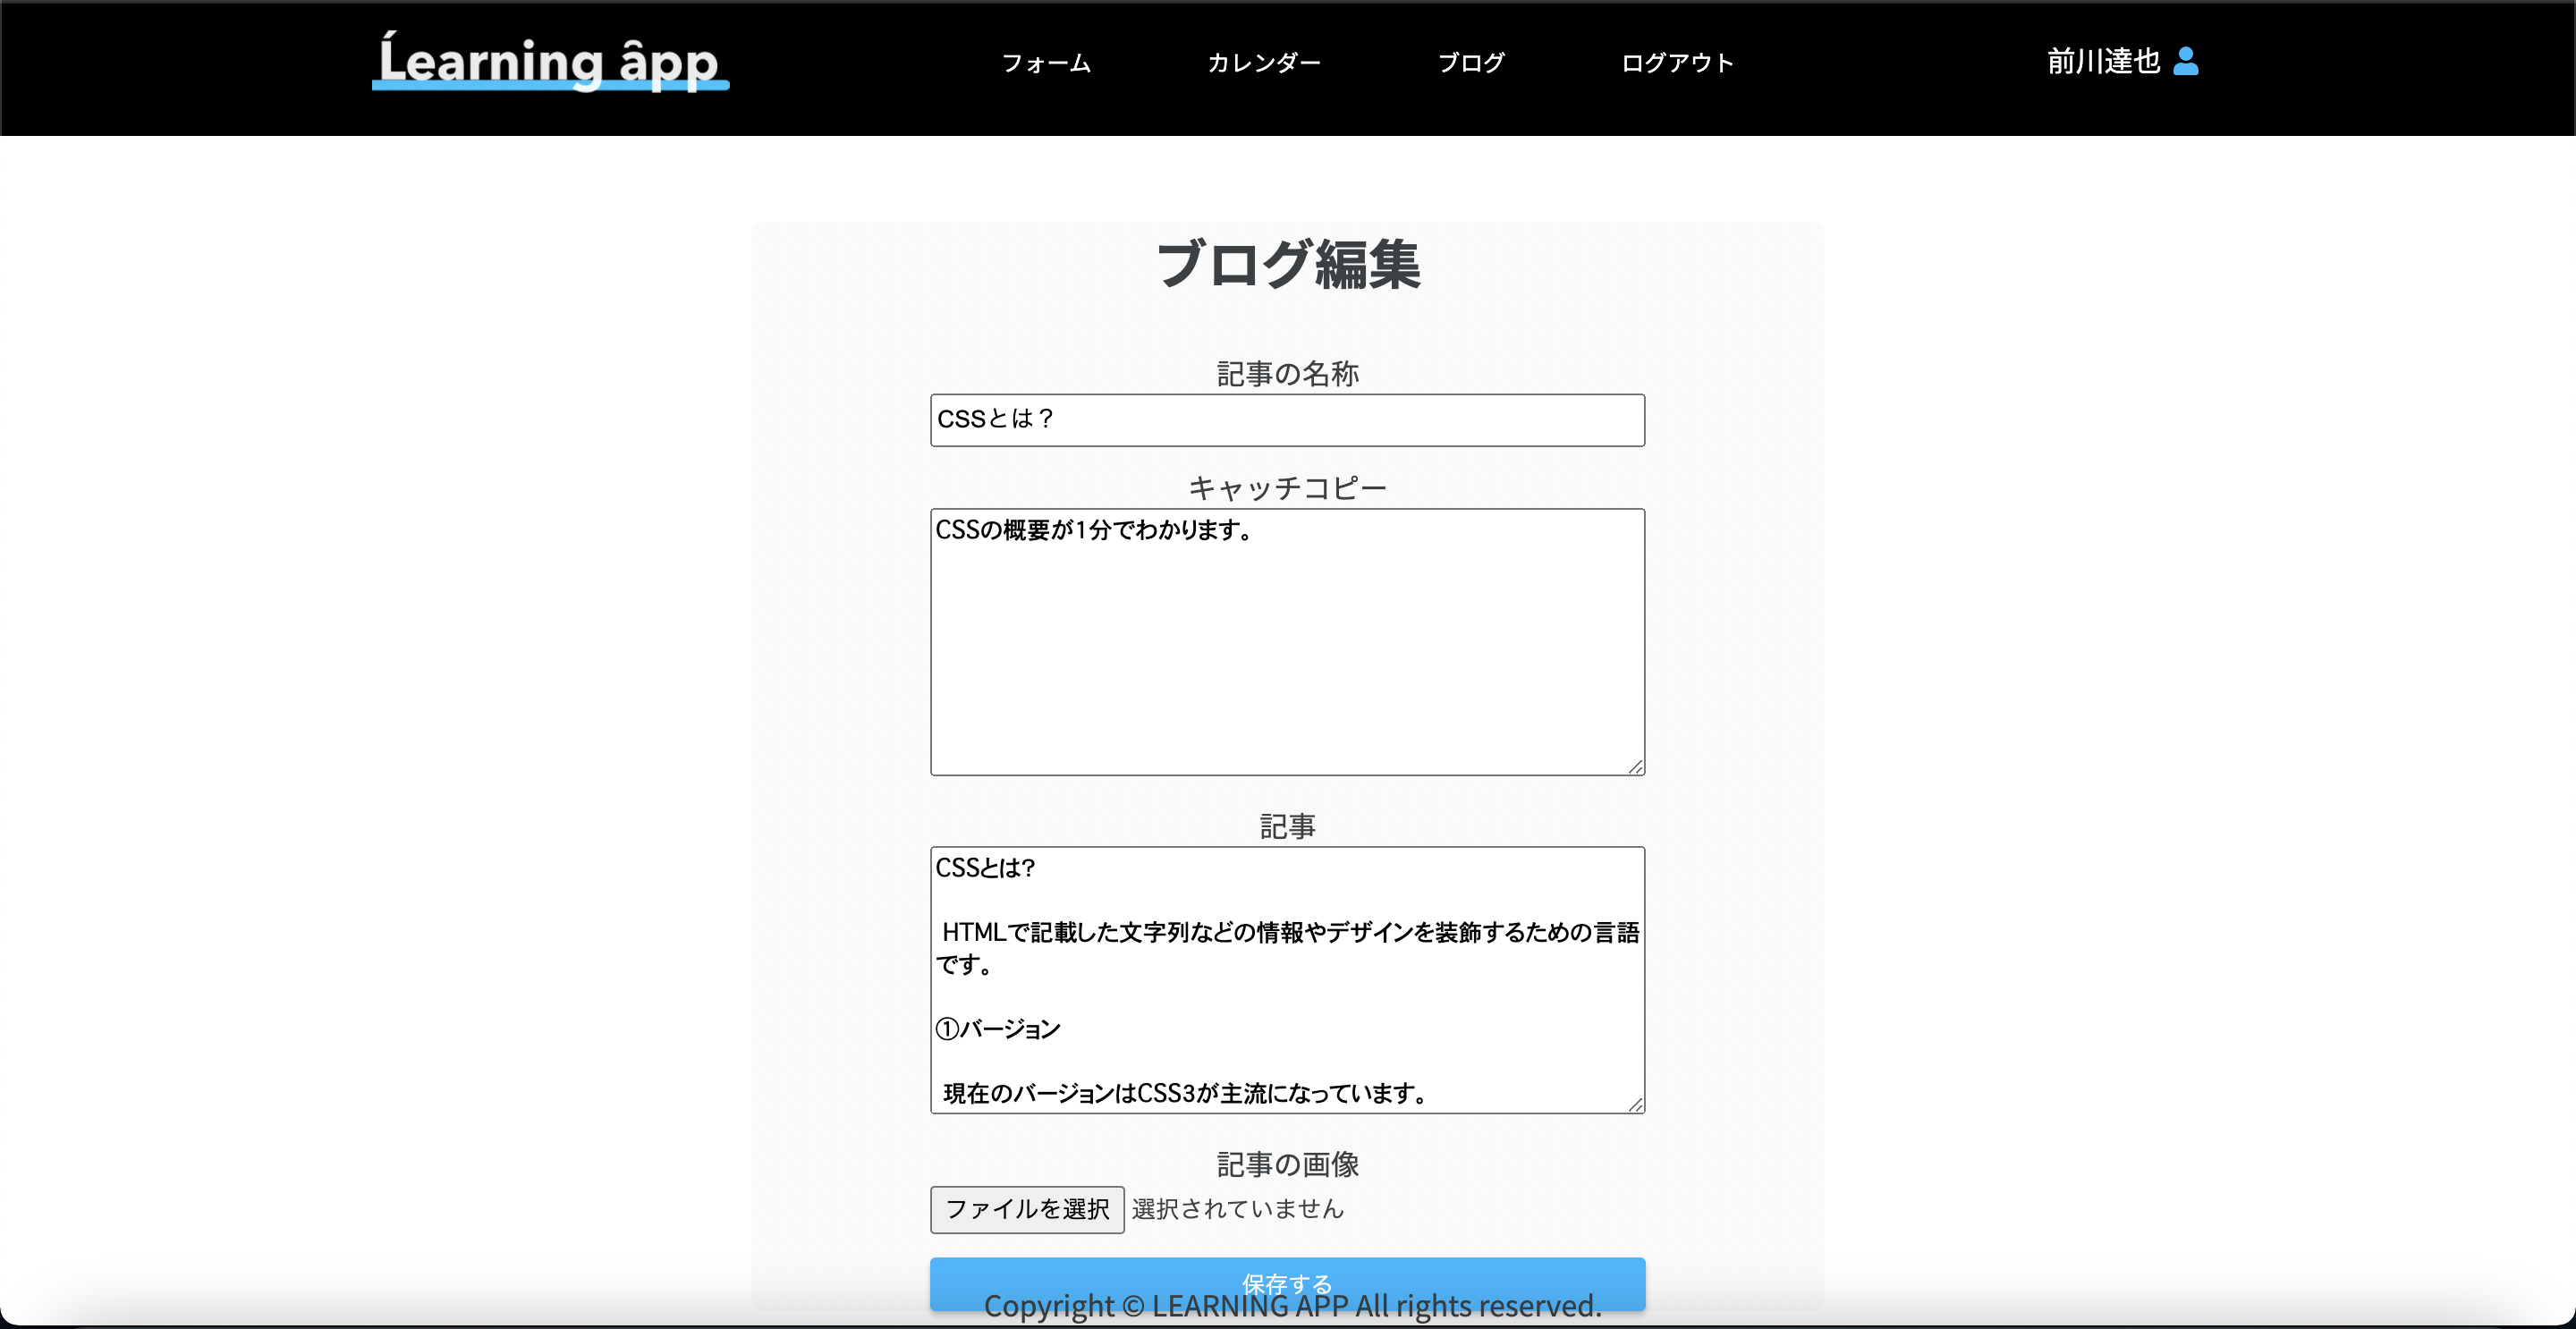 Ĺearning âpp
フォーム
カレンダー
ブログ
ログアウト
前川達也
ブログ編集
記事の名称
CSSとは？
キャッチコピー
CSSの概要が1分でわかります。
記事
CSSとは?
HTMLで記載した文字列などの情報やデザインを装飾するための言語
です。
①バージョン
現在のバージョンはCSS3が主流になっています。
記事の画像
ファイルを選択 選択されていません
保存する
Copyright © LEARNING APP All rights reserved.